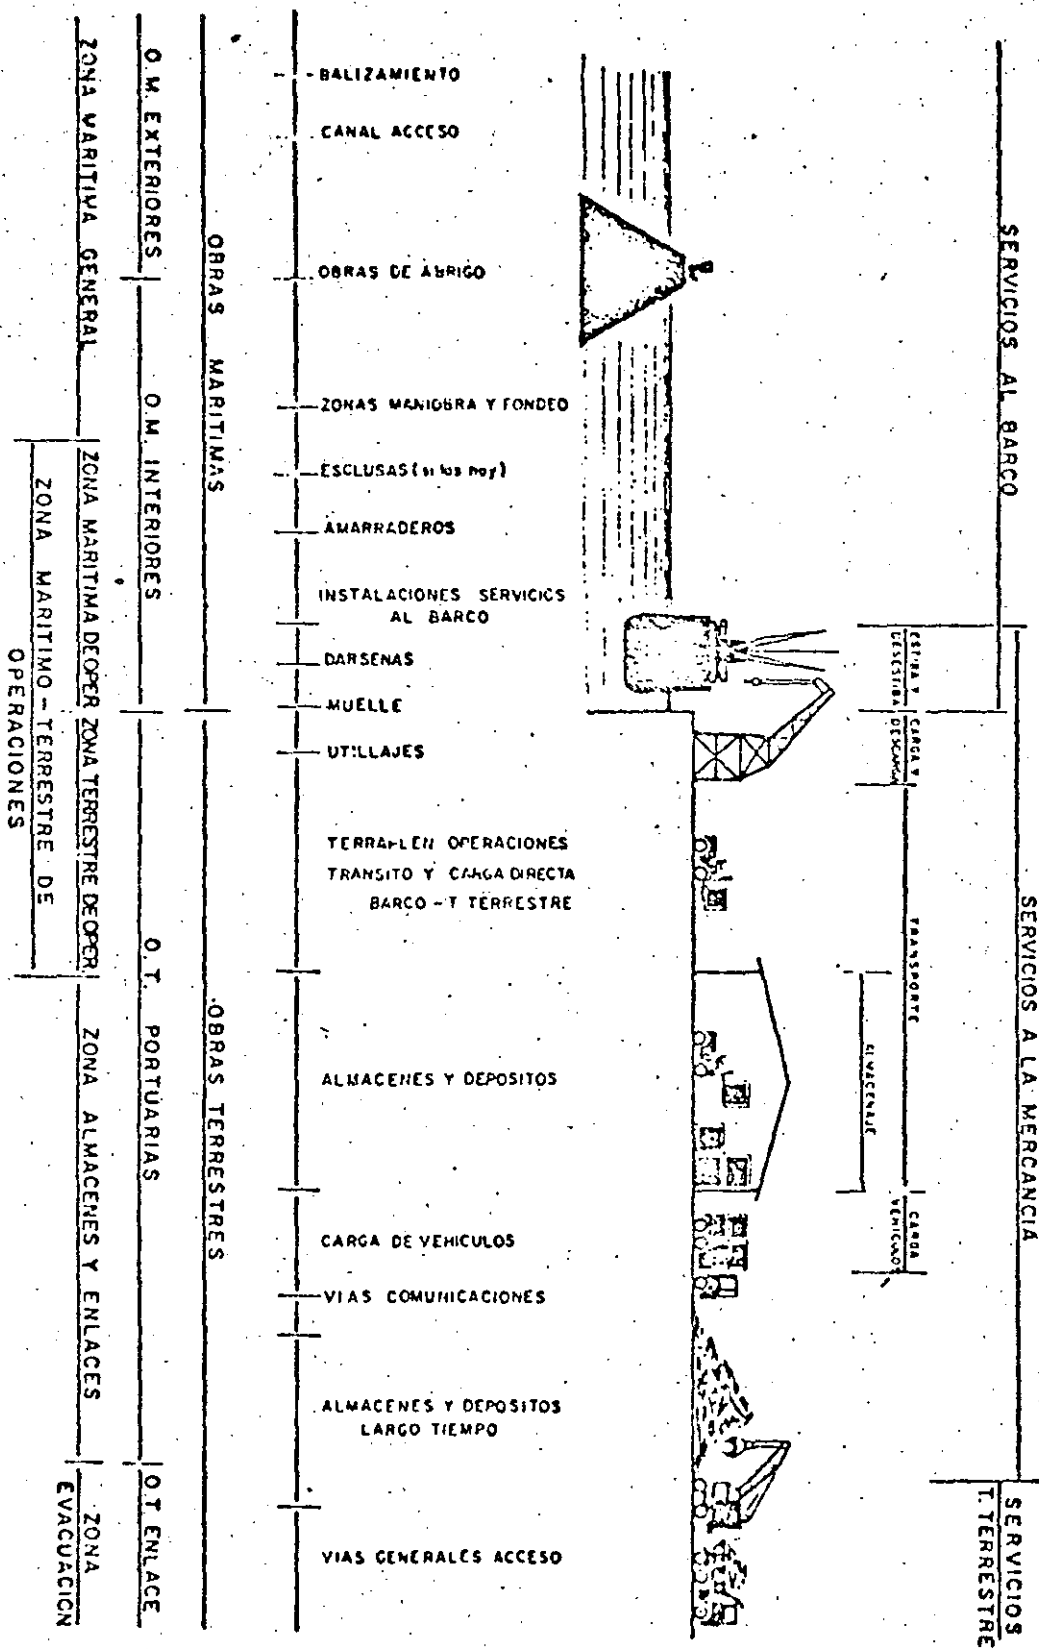 BALIZAMIENTO
CANAL ACCESO
OBRAS DE ABRIGO
ZONAS MANIOBRA Y FONDEO
ESCLUSAS (si las hay)
AMARRADEROS
INSTALACIONES SERVICIOS
AL BARCO
DARSENAS
MUELLE
UTILLAJES
TERRAPLEN OPERACIONES
TRANSITO Y CARGA DIRECTA
BARCO - T TERRESTRE
ALMACENES Y DEPOSITOS
CARGA DE VEHICULOS
VIAS COMUNICACIONES
ALMACENES Y DEPOSITOS
LARGO TIEMPO
VIAS GENERALES ACCESO
SERVICIOS AL BARCO
SERVICIOS A LA MERCANCIA
SERVICIOS
T. TERRESTRE
ESTIBA Y
DESESTIBA
CARGA Y
DESCARGA
TRANSPORTE
CARGA
VEHICULOS
ALMACENAJE
OBRAS MARITIMAS
OBRAS TERRESTRES
O.M. EXTERIORES
O.M. INTERIORES
O.T. PORTUARIAS
O.T. ENLACE
ZONA MARITIMA GENERAL
ZONA MARITIMA DE OPER
ZONA TERRESTRE DE OPER
ZONA ALMACENES Y ENLACES
ZONA
EVACUACION
ZONA MARITIMO - TERRESTRE DE
OPERACIONES